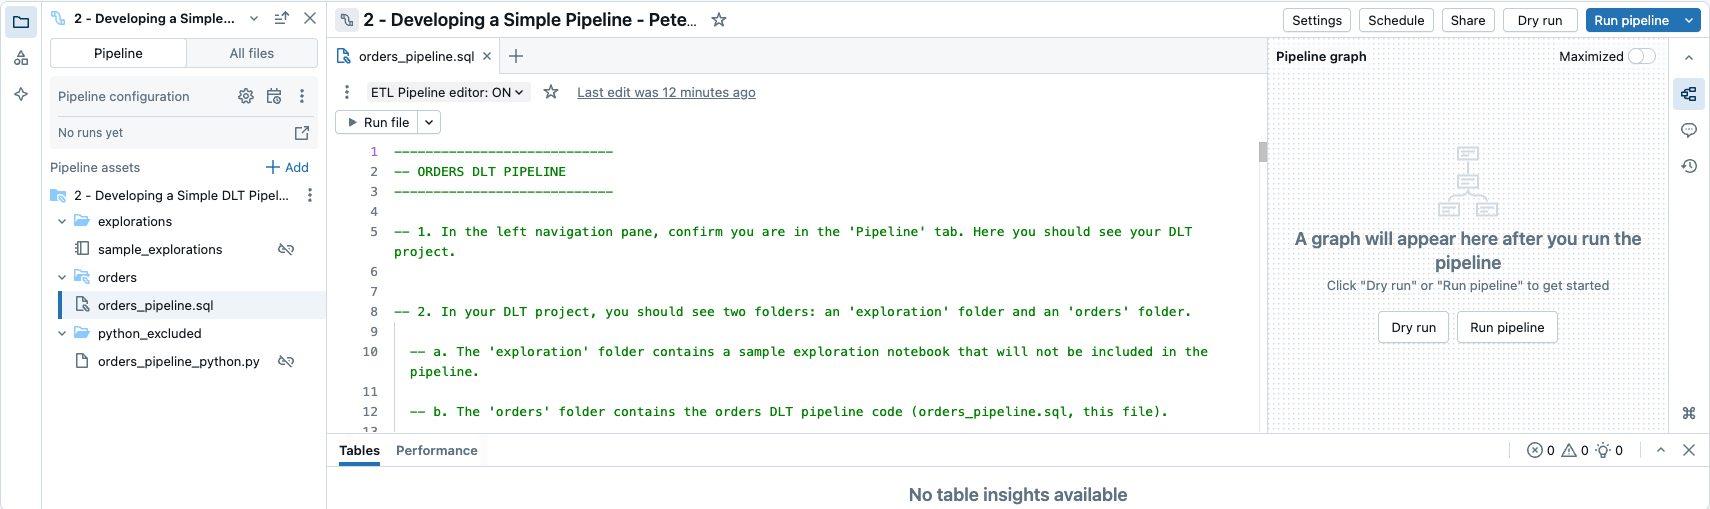 2 - Developing a Simple...
Pipeline
All files
Pipeline configuration
No runs yet
Pipeline assets
Add
2 - Developing a Simple DLT Pipel...
explorations
sample_explorations
orders
orders_pipeline.sql
python_excluded
orders_pipeline_python.py
2 - Developing a Simple Pipeline - Pete...
Settings
Schedule
Share
Dry run
Run pipeline
orders_pipeline.sql
ETL Pipeline editor: ON
Last edit was 12 minutes ago
Run file
1 ----------------------------
2 -- ORDERS DLT PIPELINE
3 ----------------------------
4
5 -- 1. In the left navigation pane, confirm you are in the 'Pipeline' tab. Here you should see your DLT
project.
6
7
8 -- 2. In your DLT project, you should see two folders: an 'exploration' folder and an 'orders' folder.
9
10 -- a. The 'exploration' folder contains a sample exploration notebook that will not be included in the
pipeline.
11
12 -- b. The 'orders' folder contains the orders DLT pipeline code (orders_pipeline.sql, this file).
13
Pipeline graph
Maximized
A graph will appear here after you run the
pipeline
Click "Dry run" or "Run pipeline" to get started
Dry run
Run pipeline
Tables
Performance
0
0
0
No table insights available